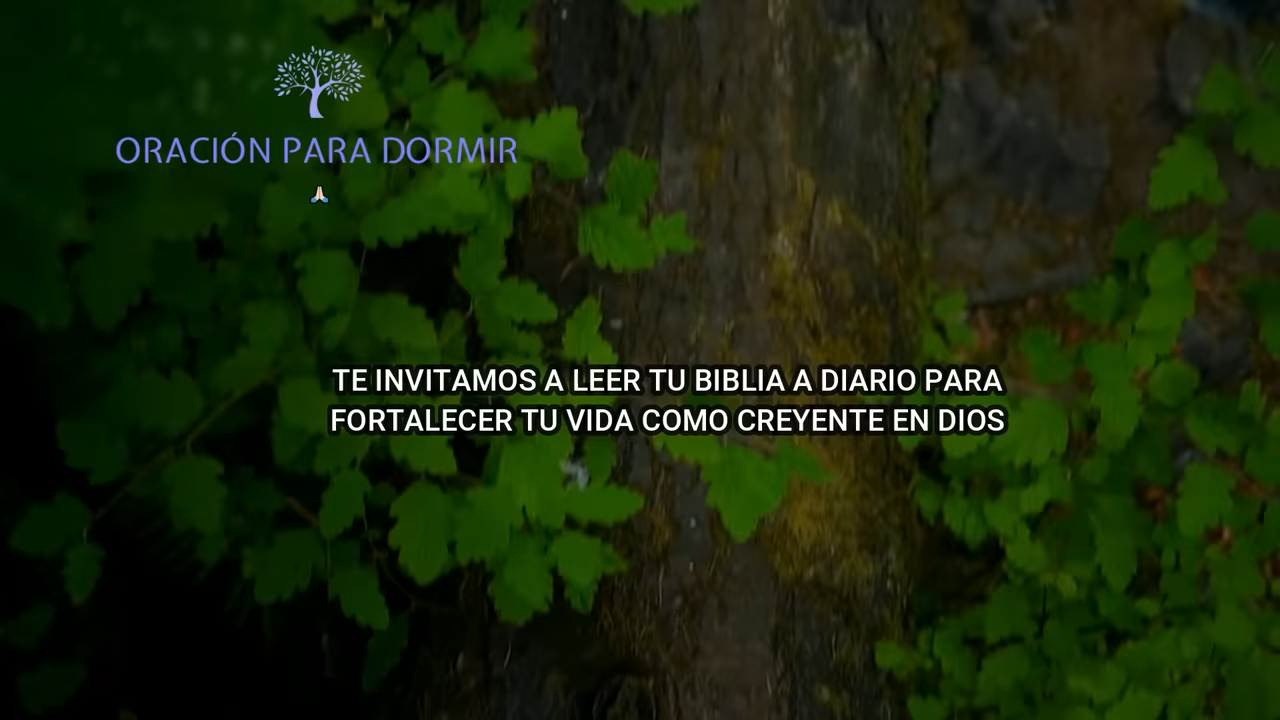 ORACIÓN PARA DORMIR
TE INVITAMOS A LEER TU BIBLIA A DIARIO PARA
FORTALECER TU VIDA COMO CREYENTE EN DIOS